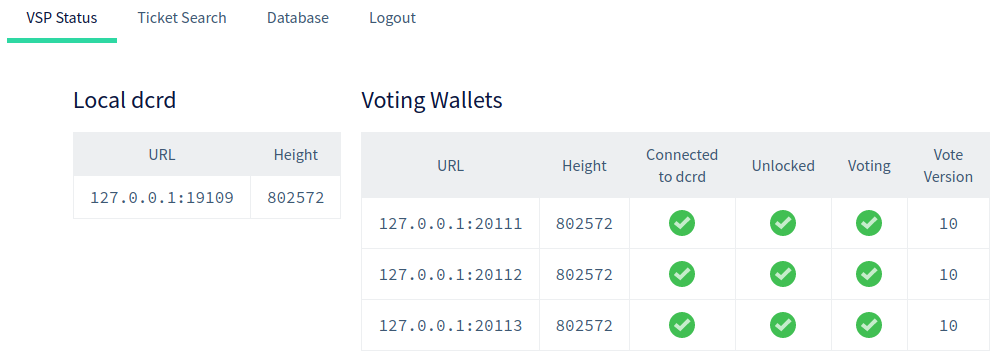 VSP Status Ticket Search Database Logout
Local dcrd
URL Height
127.0.0.1:19109 802572
Voting Wallets
URL Height Connected to dcrd Unlocked Voting Vote Version
127.0.0.1:20111 802572 10
127.0.0.1:20112 802572 10
127.0.0.1:20113 802572 10